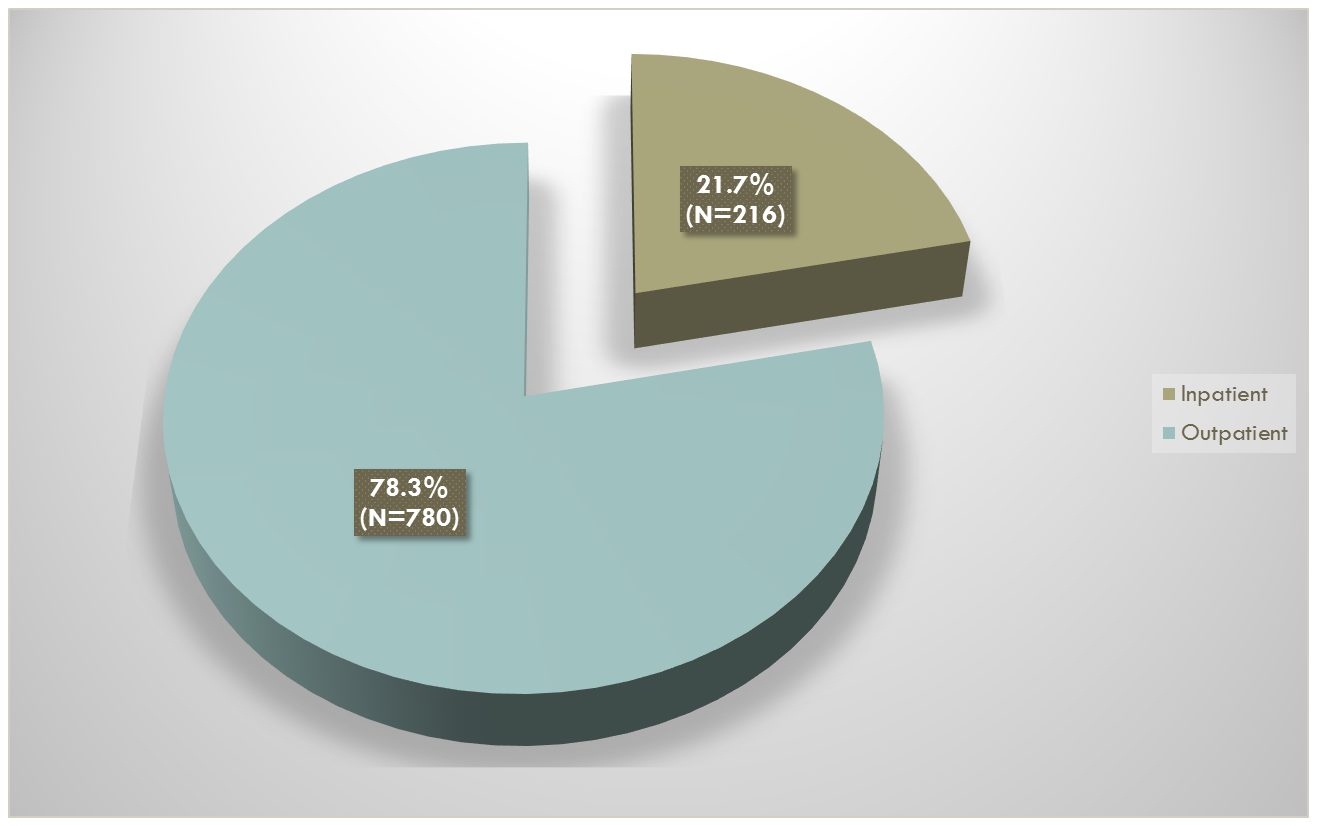 21.7%
(N=216)
78.3%
(N=780)
Inpatient
Outpatient